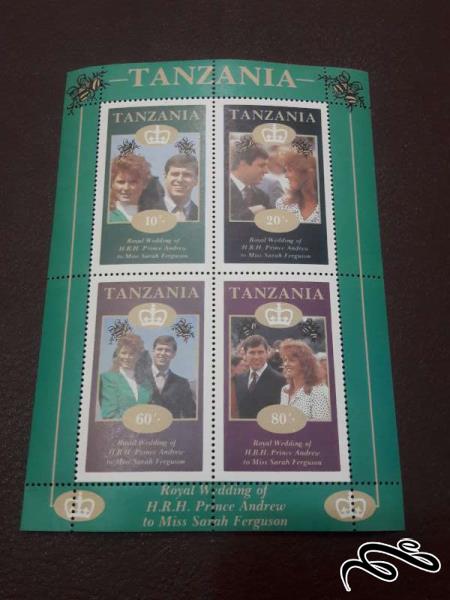 TANZANIA
TANZANIA
10/-
Royal Wedding of
H.R.H. Prince Andrew
to Miss Sarah Ferguson
TANZANIA
20/-
Royal Wedding of
H.R.H. Prince Andrew
to Miss Sarah Ferguson
TANZANIA
60/-
Royal Wedding of
H.R.H. Prince Andrew
to Miss Sarah Ferguson
TANZANIA
80/-
Royal Wedding of
H.R.H. Prince Andrew
to Miss Sarah Ferguson
Royal Wedding of
H.R.H. Prince Andrew
to Miss Sarah Ferguson